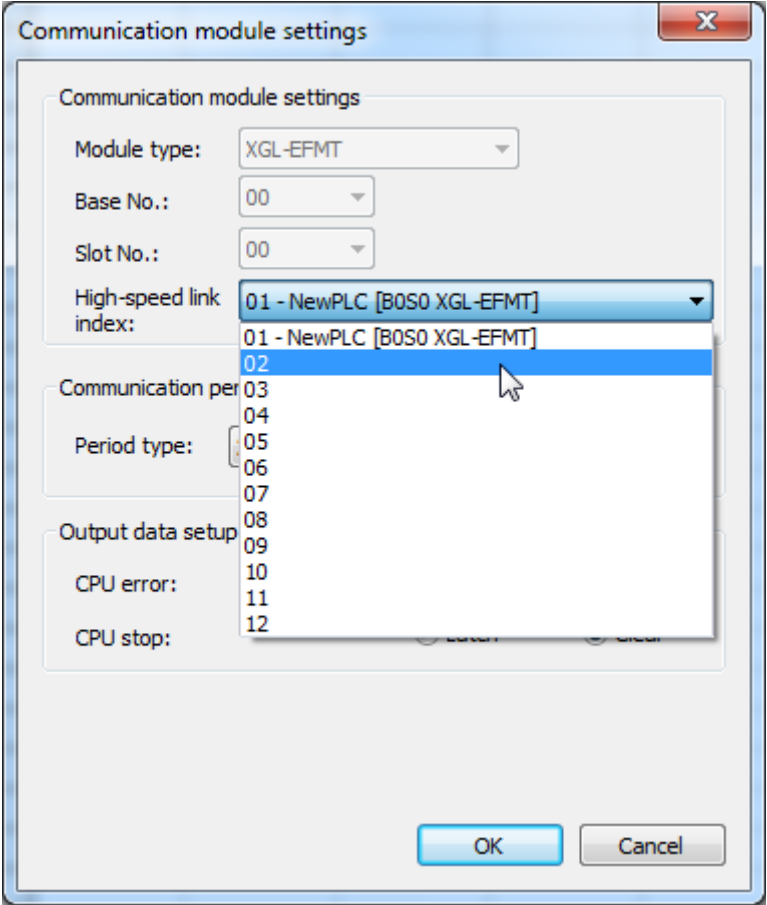 Communication module settings
Communication module settings
Module type: XGL-EFMT
Base No.: 00
Slot No.: 00
High-speed link index: 01 - NewPLC [B0S0 XGL-EFMT]
01 - NewPLC [B0S0 XGL-EFMT]
02
Communication per
03
04
Period type:
05
06
07
08
Output data setup
09
10
CPU error:
11
12
CPU stop:
OK Cancel